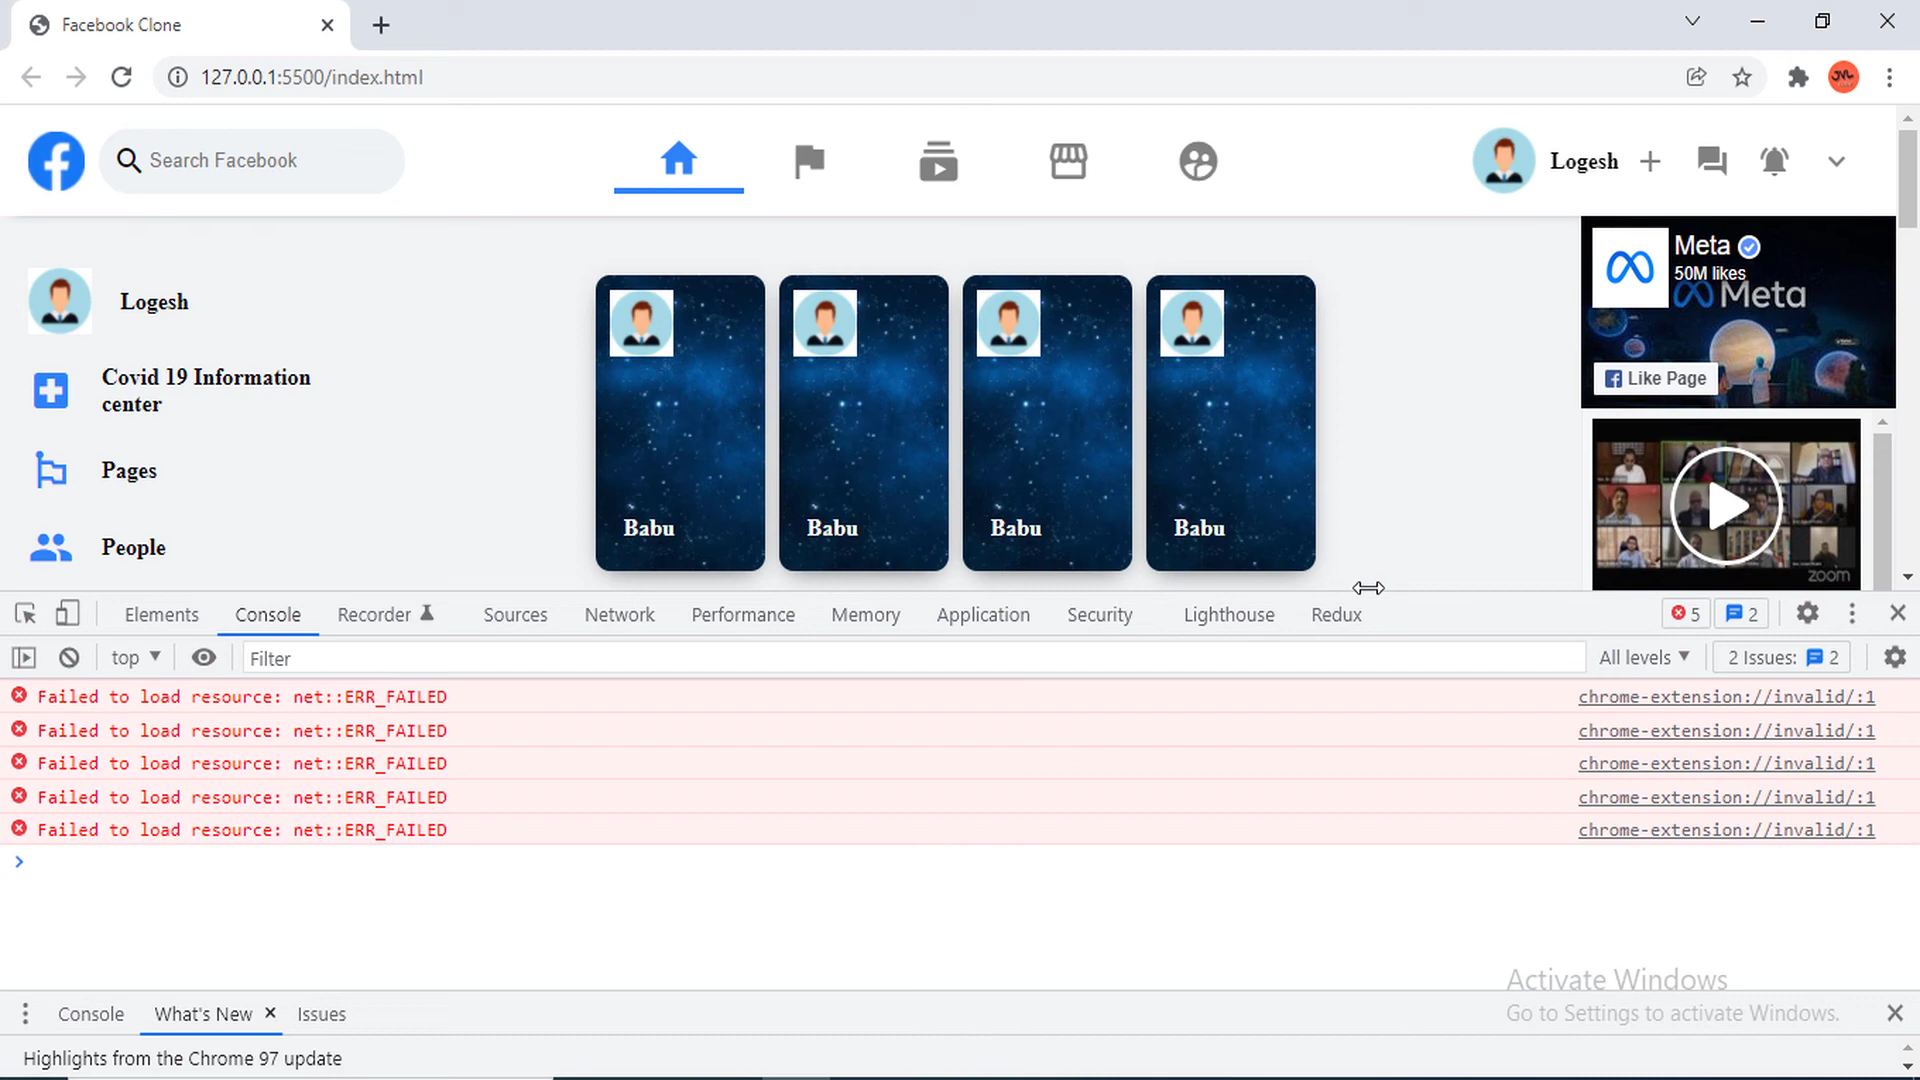 Facebook Clone
127.0.0.1:5500/index.html
JVL
Search Facebook
Logesh
Logesh
Covid 19 Information
center
Pages
People
Babu
Babu
Babu
Babu
Meta
50M likes
Meta
Like Page
zoom
Elements
Console
Recorder
Sources
Network
Performance
Memory
Application
Security
Lighthouse
Redux
5
2
top
Filter
All levels
2 Issues: 2
Failed to load resource: net::ERR_FAILED chrome-extension://invalid/:1
Failed to load resource: net::ERR_FAILED chrome-extension://invalid/:1
Failed to load resource: net::ERR_FAILED chrome-extension://invalid/:1
Failed to load resource: net::ERR_FAILED chrome-extension://invalid/:1
Failed to load resource: net::ERR_FAILED chrome-extension://invalid/:1
Activate Windows
Go to Settings to activate Windows.
Console
What's New
Issues
Highlights from the Chrome 97 update